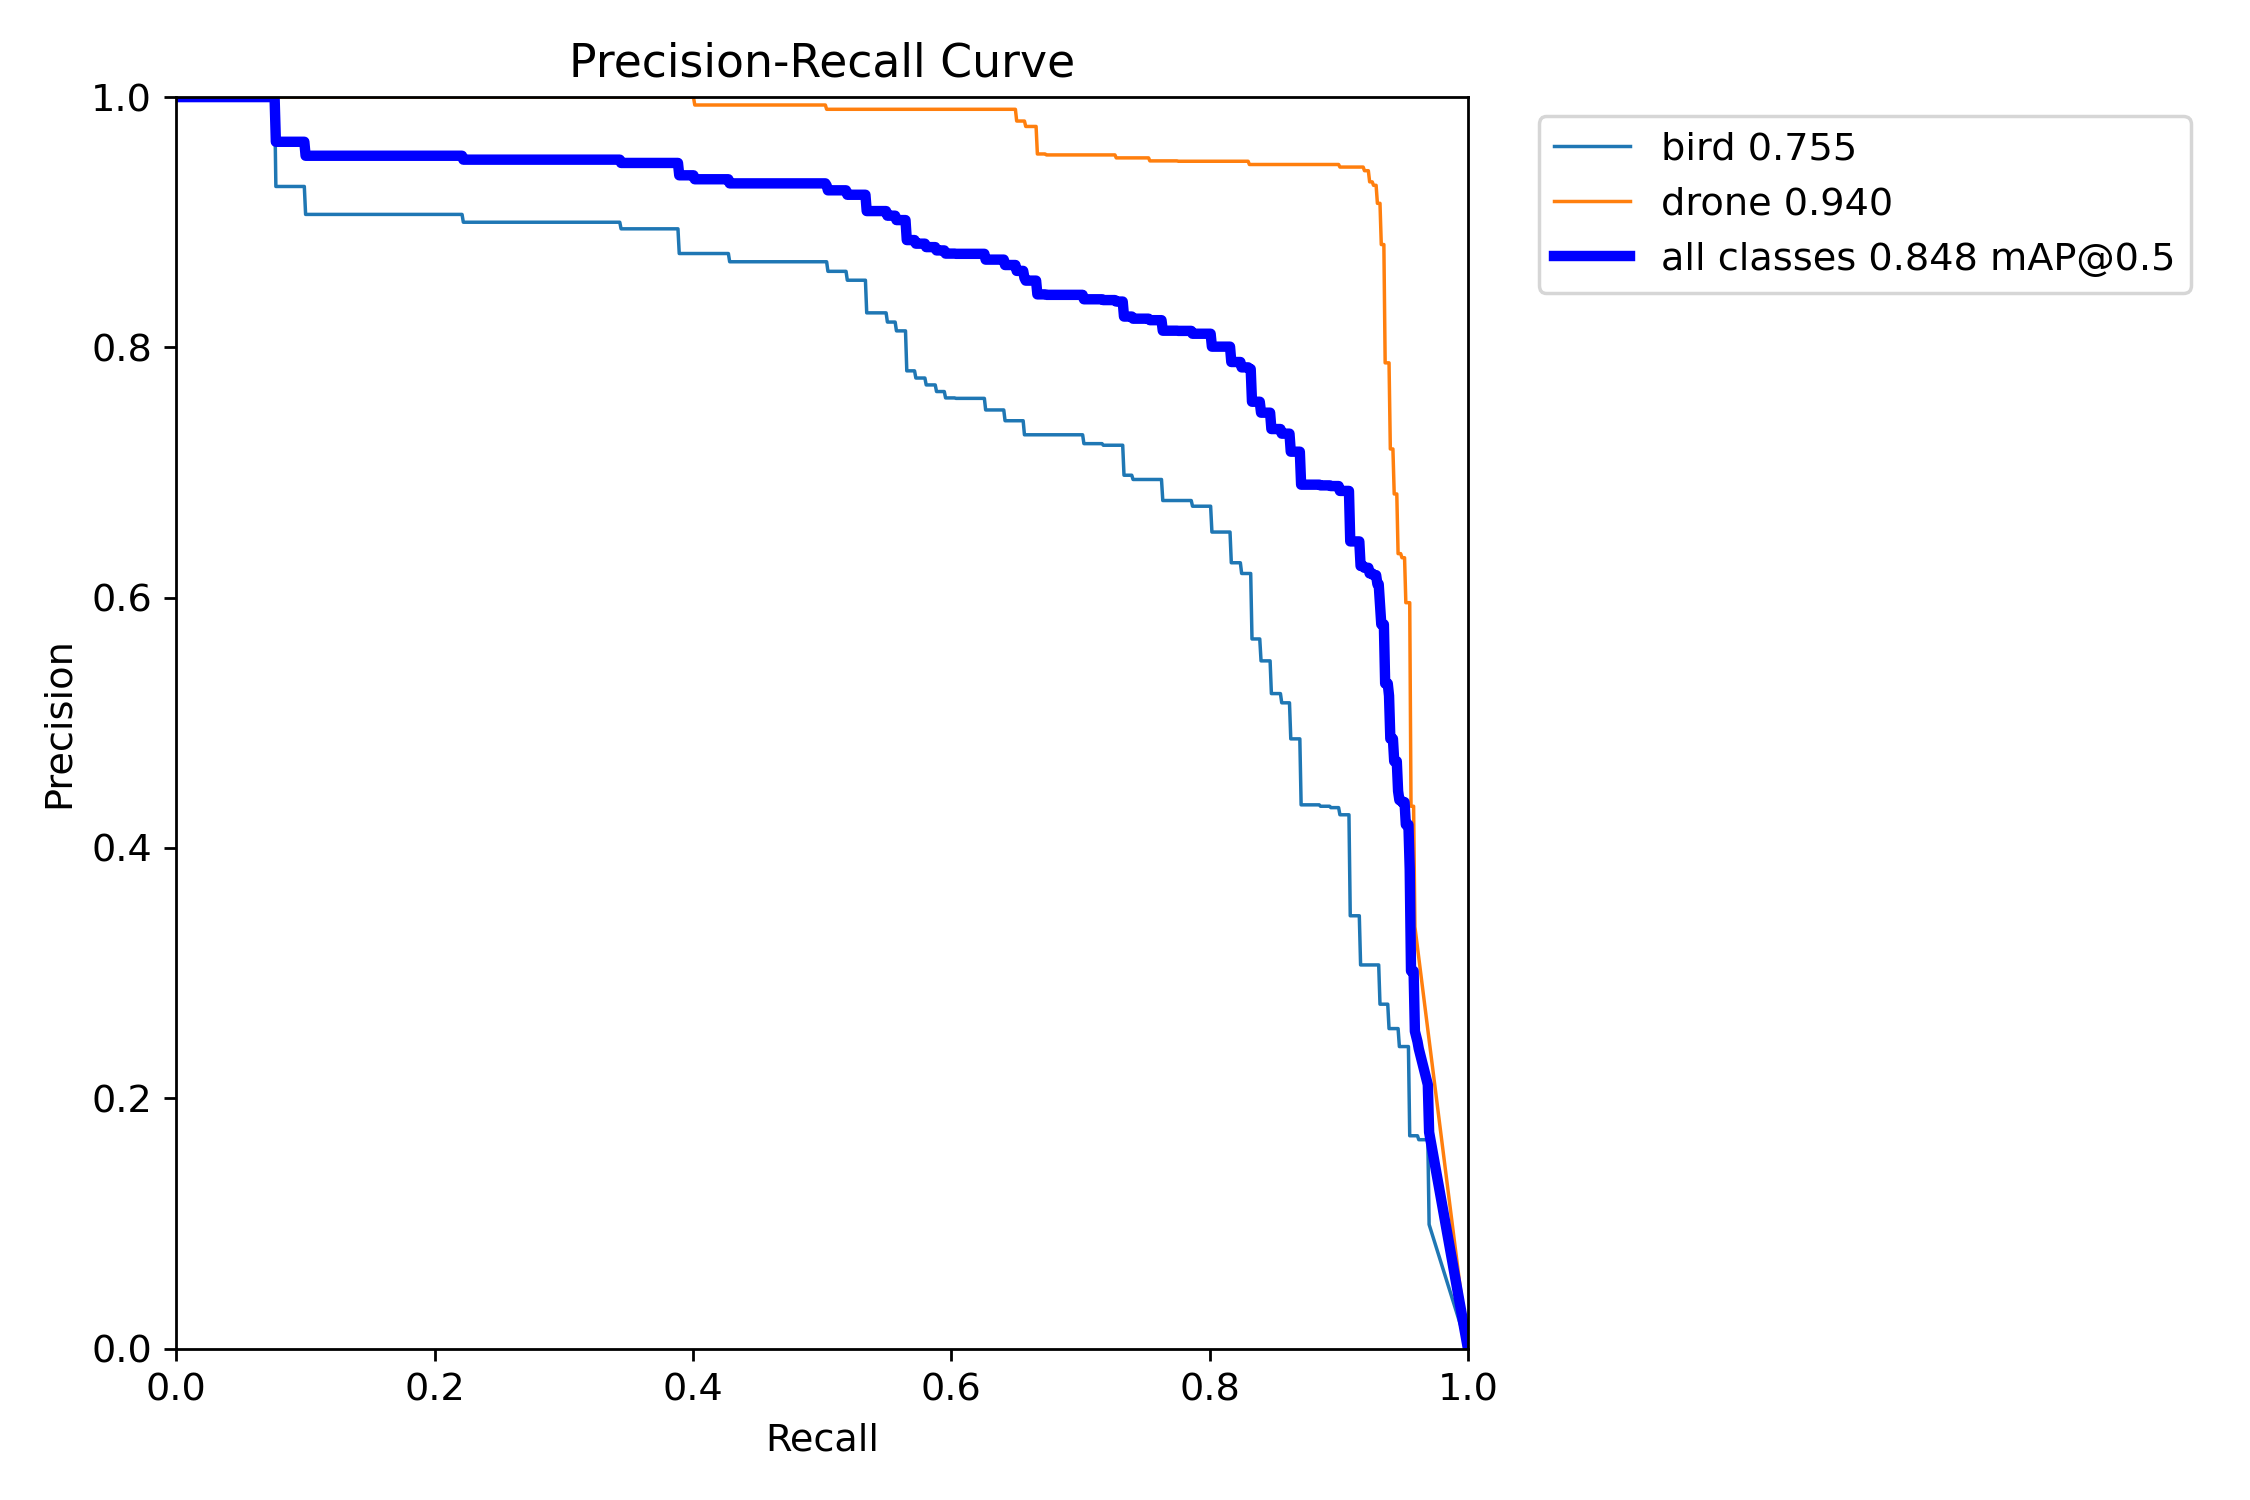 Precision-Recall Curve
1.0
0.8
0.6
0.4
0.2
0.0
Precision
0.0 0.2 0.4 0.6 0.8 1.0
Recall
bird 0.755
drone 0.940
all classes 0.848 mAP@0.5